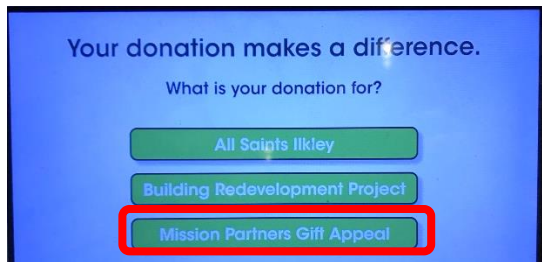 Your donation makes a difference.
What is your donation for?
All Saints Ilkley
Building Redevelopment Project
Mission Partners Gift Appeal